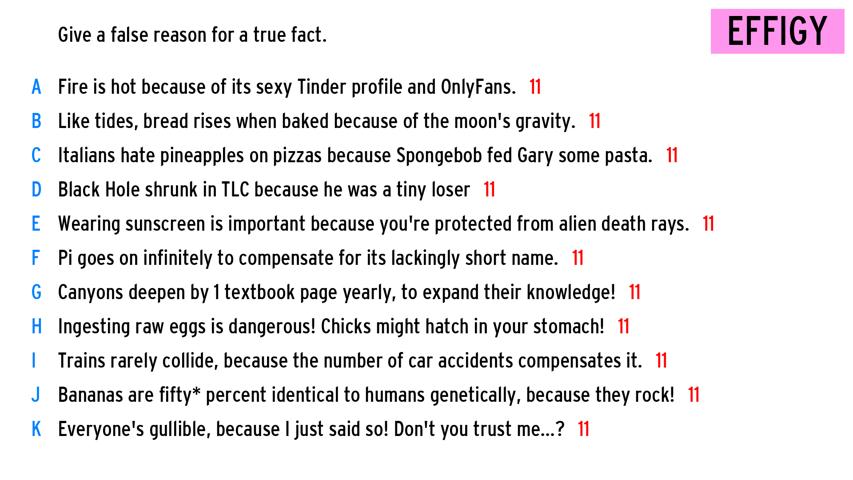 Give a false reason for a true fact.
EFFIGY
A Fire is hot because of its sexy Tinder profile and OnlyFans. 11
B Like tides, bread rises when baked because of the moon's gravity. 11
C Italians hate pineapples on pizzas because Spongebob fed Gary some pasta. 11
D Black Hole shrunk in TLC because he was a tiny loser 11
E Wearing sunscreen is important because you're protected from alien death rays. 11
F Pi goes on infinitely to compensate for its lackingly short name. 11
G Canyons deepen by 1 textbook page yearly, to expand their knowledge! 11
H Ingesting raw eggs is dangerous! Chicks might hatch in your stomach! 11
I Trains rarely collide, because the number of car accidents compensates it. 11
J Bananas are fifty* percent identical to humans genetically, because they rock! 11
K Everyone's gullible, because I just said so! Don't you trust me...? 11